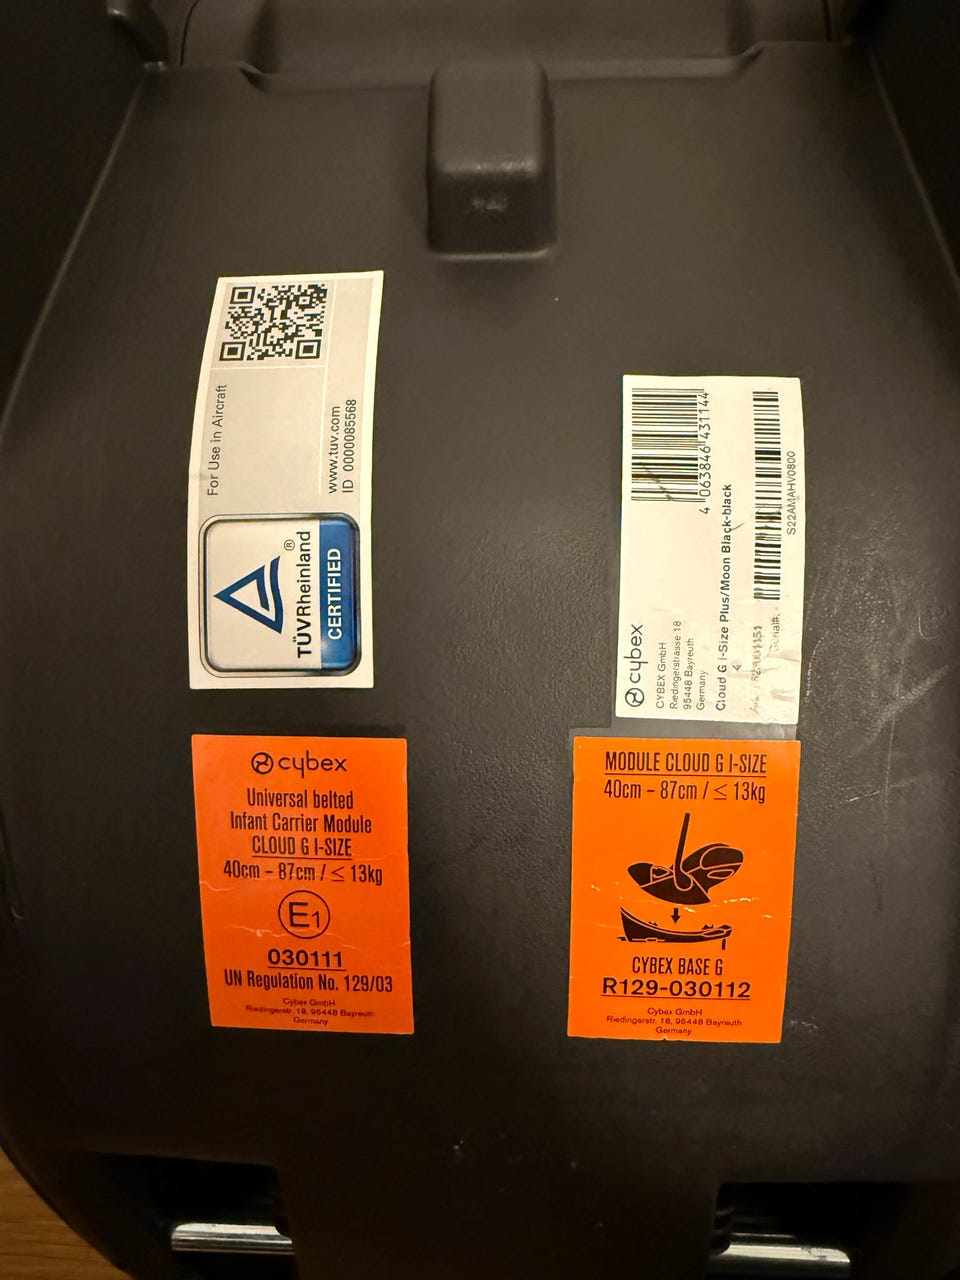 For Use in Aircraft
www.tuv.com
ID 0000085568
TÜVRheinland®
CERTIFIED
4 063846 431144
S22AMAHV0800
cybex
CYBEX GmbH
Riedingerstrasse 18
95448 Bayreuth
Germany
Cloud G i-Size Plus/Moon Black-black
cybex
Universal belted
Infant Carrier Module
CLOUD G I-SIZE
40cm – 87cm / ≤ 13kg
E1
030111
UN Regulation No. 129/03
Cybex GmbH
Riedingerstr. 18, 95448 Bayreuth
Germany
MODULE CLOUD G I-SIZE
40cm – 87cm / ≤ 13kg
CYBEX BASE G
R129-030112
Cybex GmbH
Riedingerstr. 18, 95448 Bayreuth
Germany